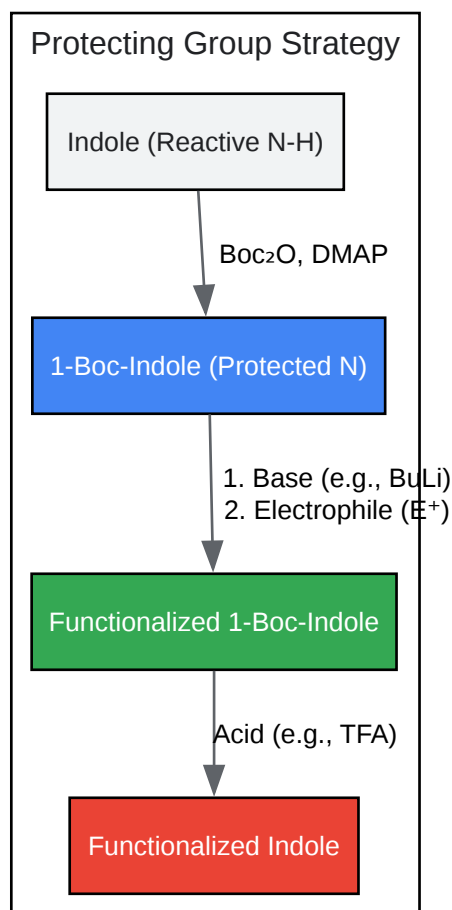 Protecting Group Strategy
Indole (Reactive N-H)
Boc₂O, DMAP
1-Boc-Indole (Protected N)
1. Base (e.g., BuLi)
2. Electrophile (E⁺)
Functionalized 1-Boc-Indole
Acid (e.g., TFA)
Functionalized Indole